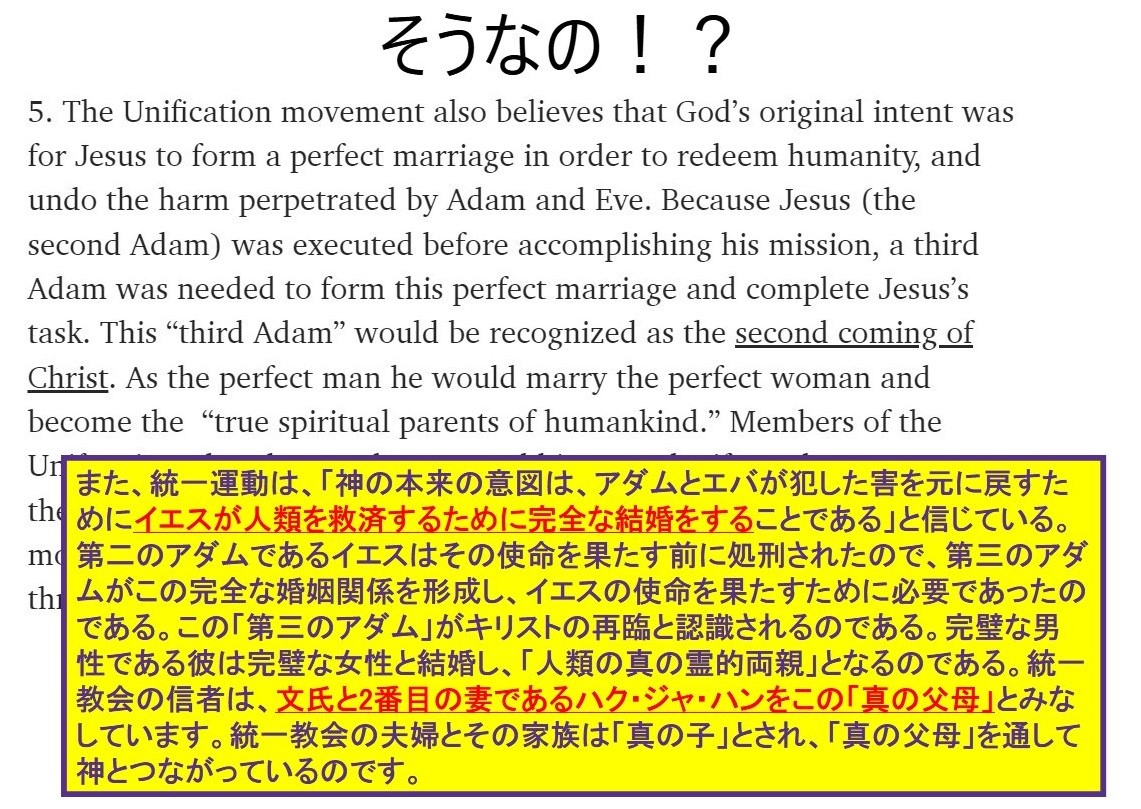 そうなの！？
5. The Unification movement also believes that God’s original intent was
for Jesus to form a perfect marriage in order to redeem humanity, and
undo the harm perpetrated by Adam and Eve. Because Jesus (the
second Adam) was executed before accomplishing his mission, a third
Adam was needed to form this perfect marriage and complete Jesus’s
task. This “third Adam” would be recognized as the second coming of
Christ. As the perfect man he would marry the perfect woman and
become the “true spiritual parents of humankind.” Members of the
また、統一運動は、「神の本来の意図は、アダムとエバが犯した害を元に戻すた
めにイエスが人類を救済するために完全な結婚をすることである」と信じている。
第二のアダムであるイエスはその使命を果たす前に処刑されたので、第三のアダ
ムがこの完全な婚姻関係を形成し、イエスの使命を果たすために必要であったの
である。この「第三のアダム」がキリストの再臨と認識されるのである。完璧な男
性である彼は完璧な女性と結婚し、「人類の真の霊的両親」となるのである。統一
教会の信者は、文氏と2番目の妻であるハク・ジャ・ハンをこの「真の父母」とみな
しています。統一教会の夫婦とその家族は「真の子」とされ、「真の父母」を通して
神とつながっているのです。